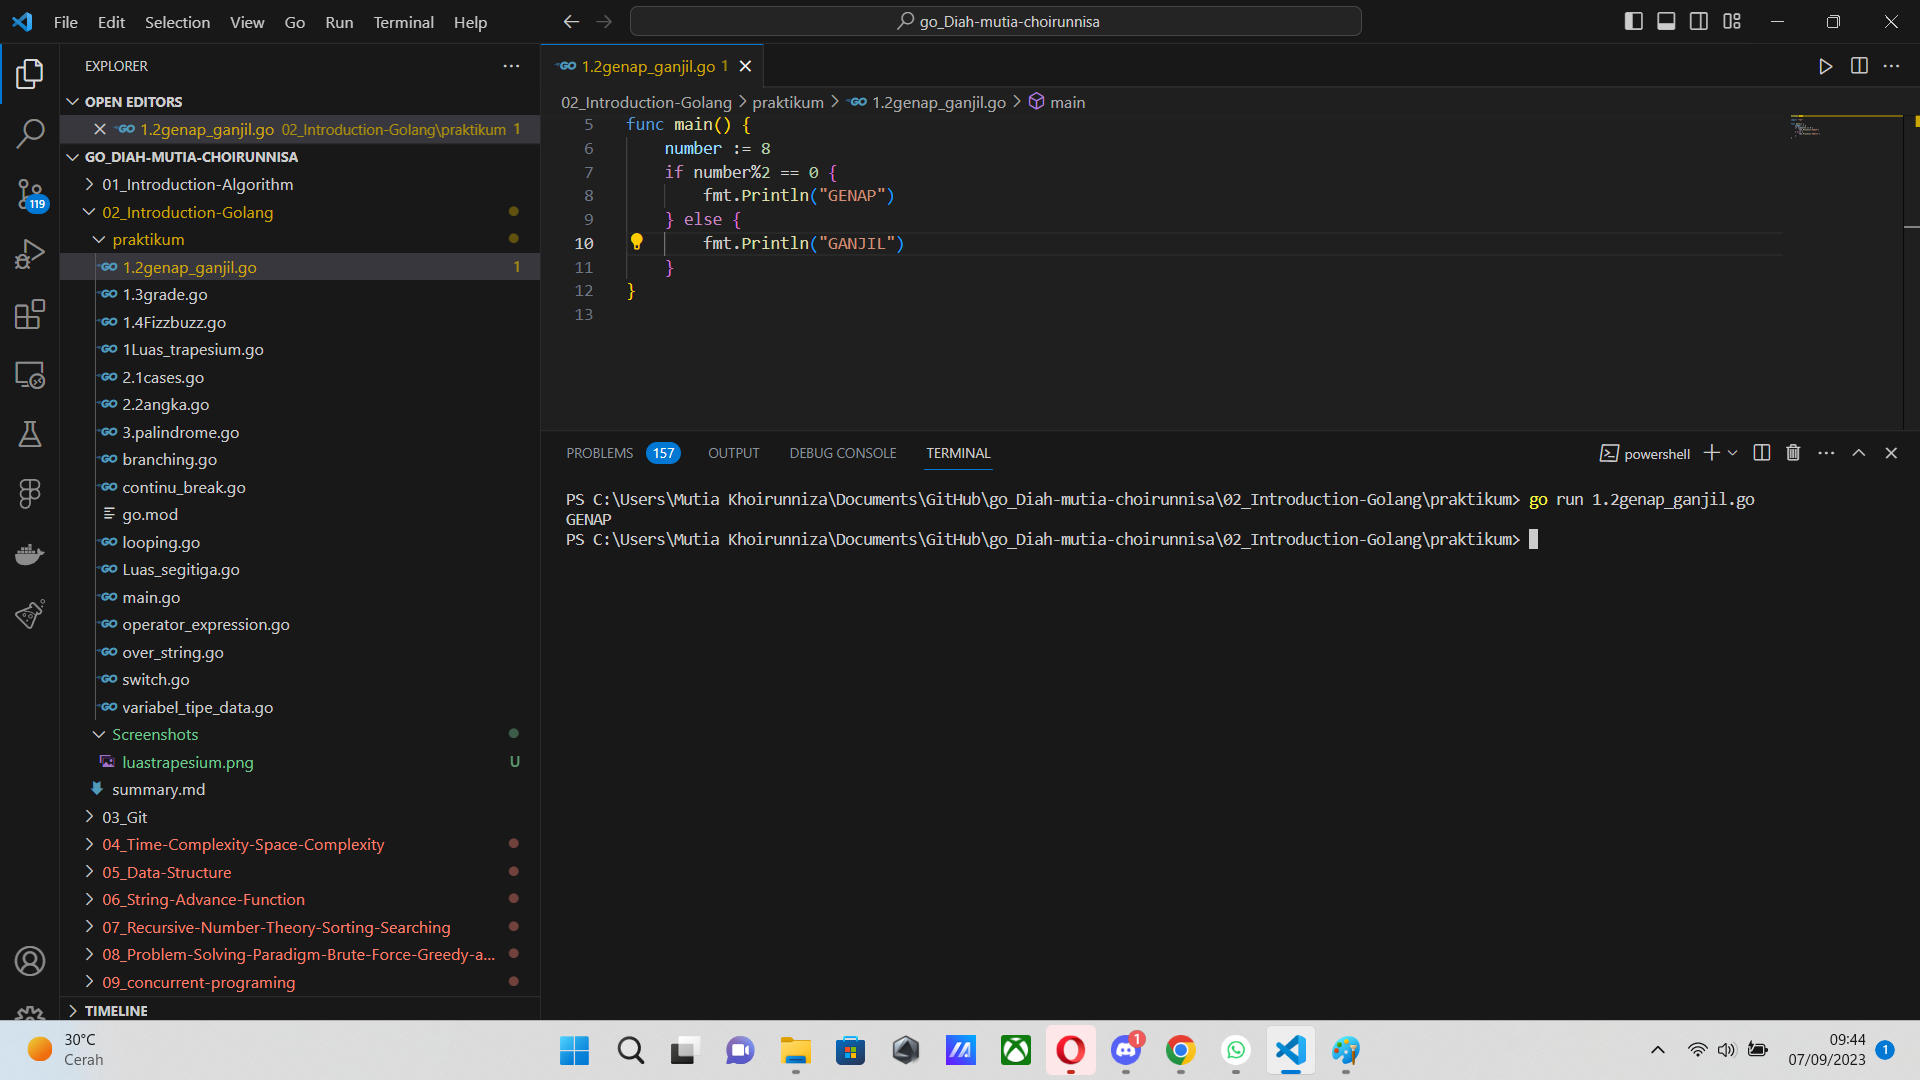 File Edit Selection View Go Run Terminal Help
go_Diah-mutia-choirunnisa
EXPLORER
OPEN EDITORS
1.2genap_ganjil.go 02_Introduction-Golang\praktikum 1
GO_DIAH-MUTIA-CHOIRUNNISA
01_Introduction-Algorithm
02_Introduction-Golang
praktikum
1.2genap_ganjil.go 1
1.3grade.go
1.4Fizzbuzz.go
1Luas_trapesium.go
2.1cases.go
2.2angka.go
3.palindrome.go
branching.go
continu_break.go
go.mod
looping.go
Luas_segitiga.go
main.go
operator_expression.go
over_string.go
switch.go
variabel_tipe_data.go
Screenshots
luastrapesium.png U
summary.md
03_Git
04_Time-Complexity-Space-Complexity
05_Data-Structure
06_String-Advance-Function
07_Recursive-Number-Theory-Sorting-Searching
08_Problem-Solving-Paradigm-Brute-Force-Greedy-a...
09_concurrent-programing
TIMELINE
119
1.2genap_ganjil.go 1
02_Introduction-Golang > praktikum > 1.2genap_ganjil.go > main
5 func main() {
6 number := 8
7 if number%2 == 0 {
8 fmt.Println("GENAP")
9 } else {
10 fmt.Println("GANJIL")
11 }
12 }
13
PROBLEMS 157 OUTPUT DEBUG CONSOLE TERMINAL
powershell
PS C:\Users\Mutia Khoirunniza\Documents\GitHub\go_Diah-mutia-choirunnisa\02_Introduction-Golang\praktikum> go run 1.2genap_ganjil.go
GENAP
PS C:\Users\Mutia Khoirunniza\Documents\GitHub\go_Diah-mutia-choirunnisa\02_Introduction-Golang\praktikum>
30°C
Cerah
1
09:44
07/09/2023
1